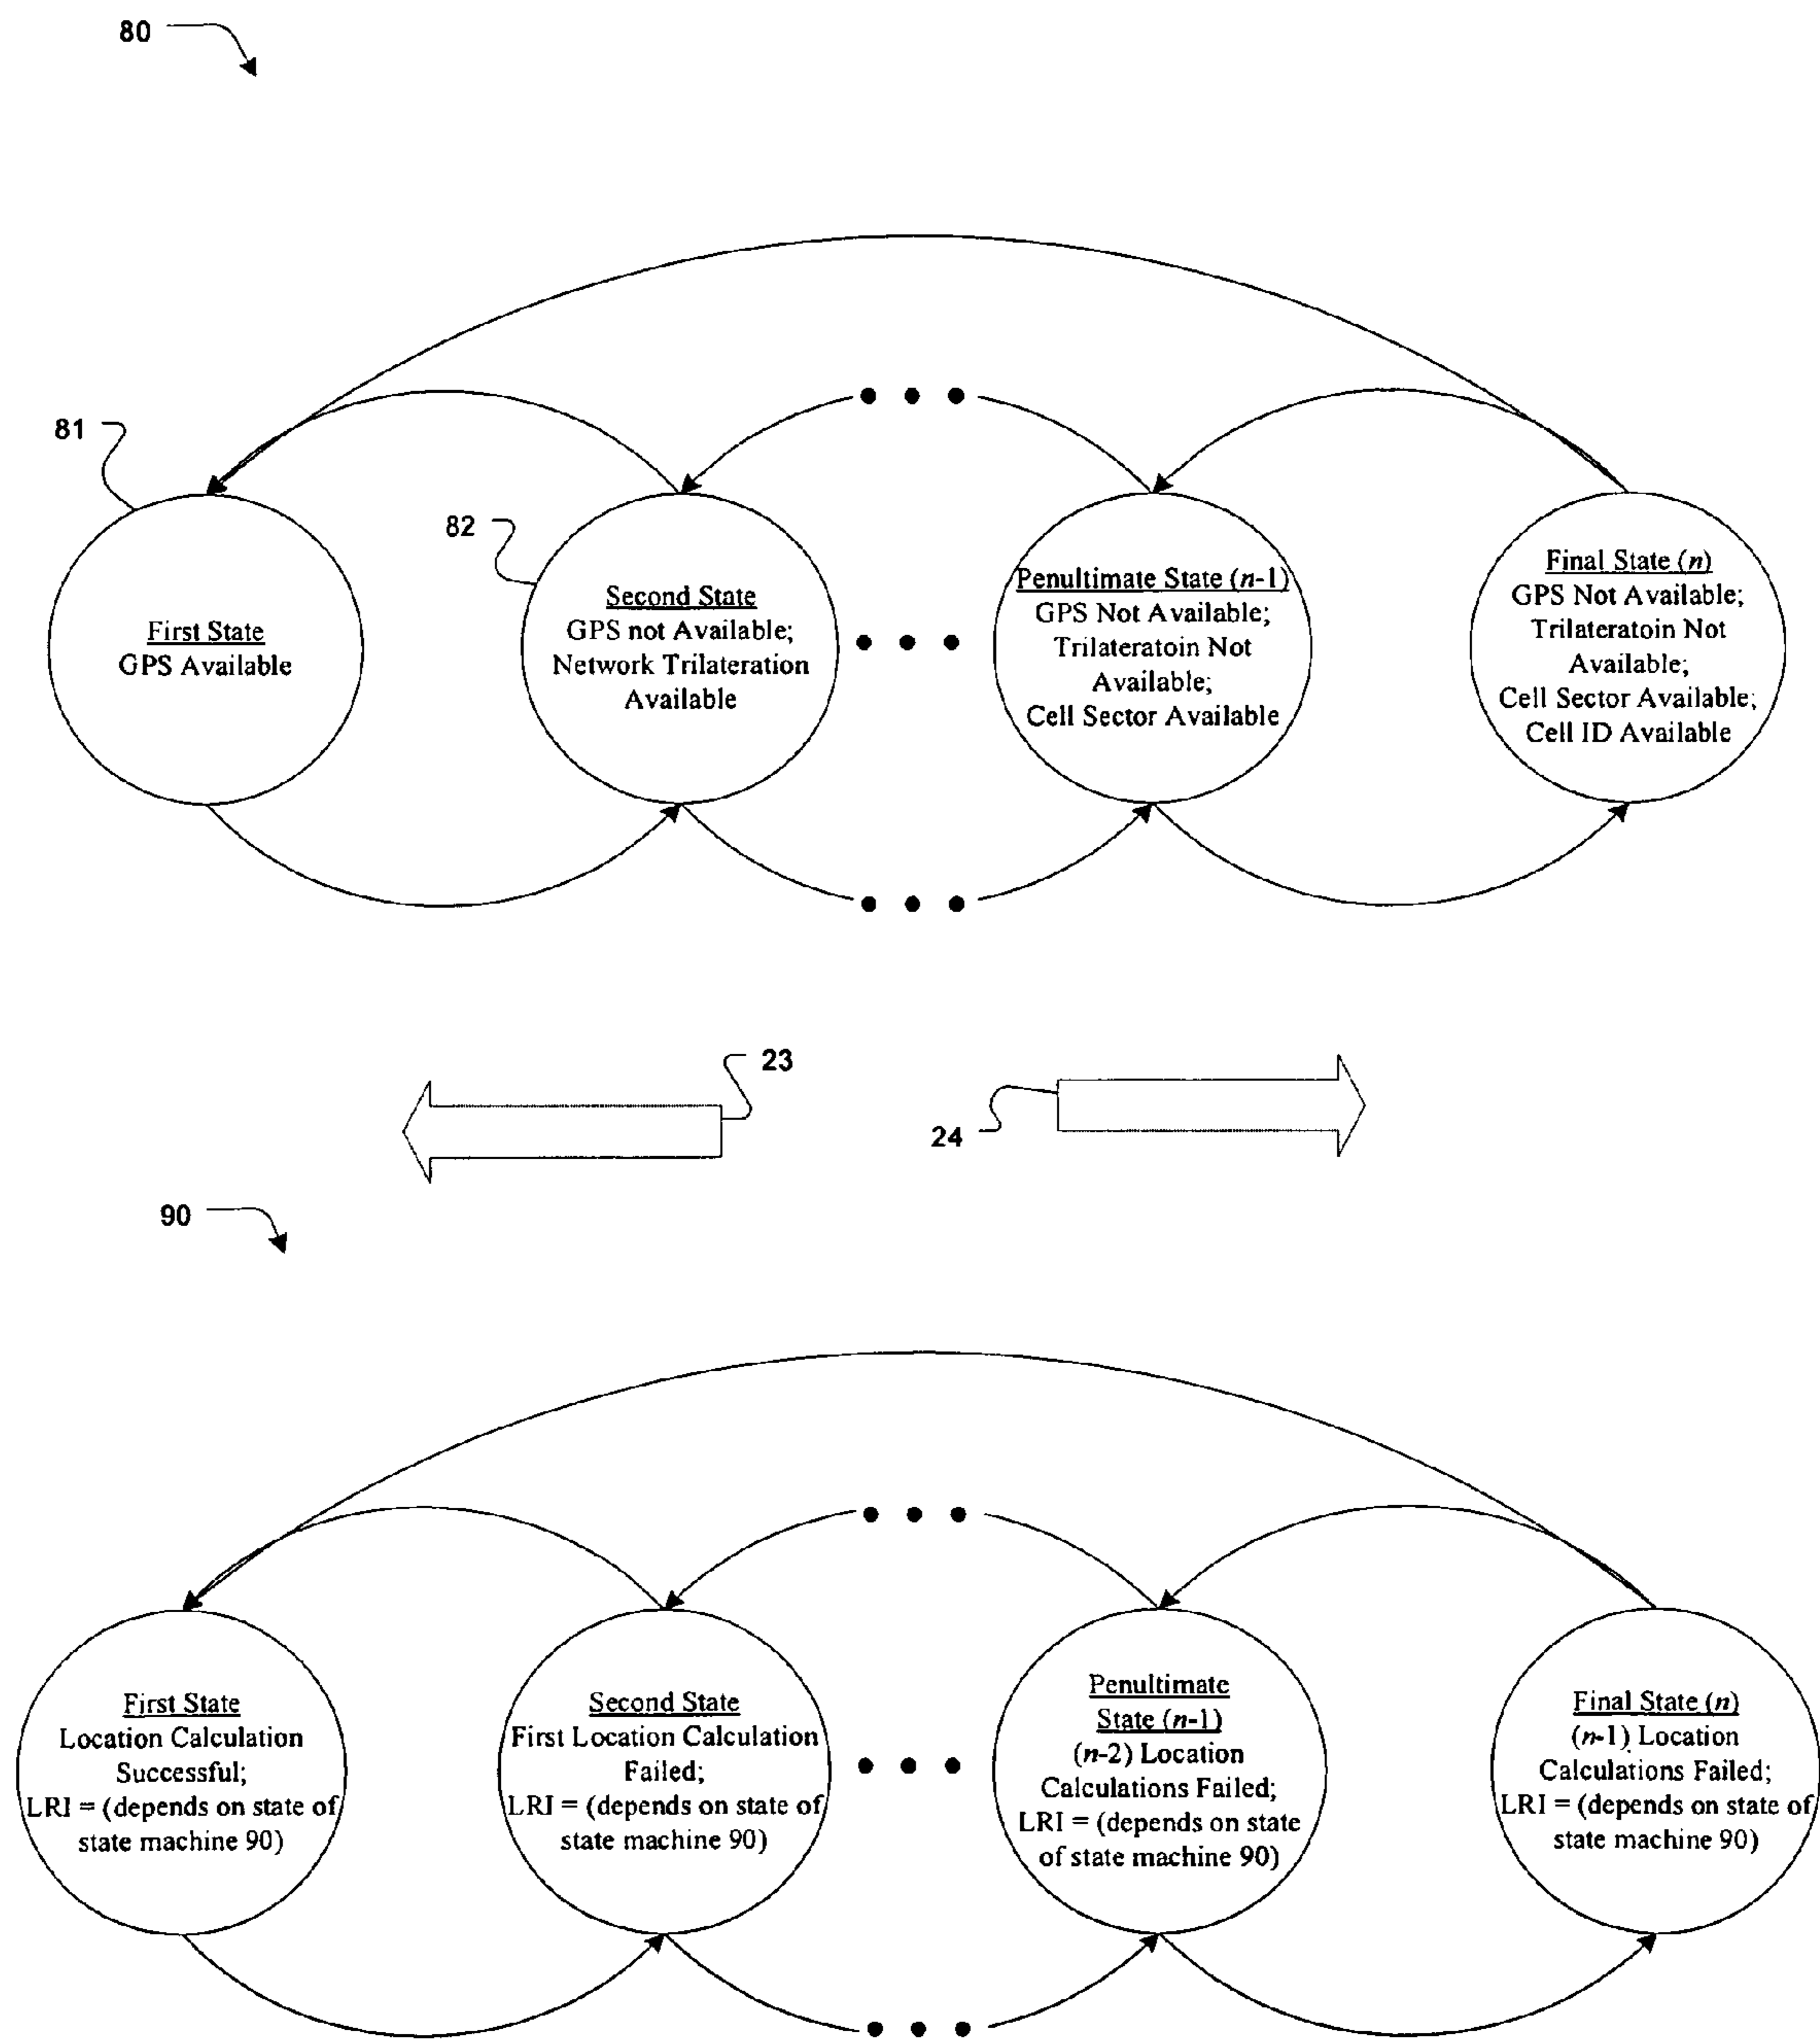 80
81
82
First State
GPS Available
Second State
GPS not Available;
Network Trilateration
Available
Penultimate State (n-1)
GPS Not Available;
Trilateratoin Not
Available;
Cell Sector Available
Final State (n)
GPS Not Available;
Trilateratoin Not
Available;
Cell Sector Available;
Cell ID Available
23
24
90
First State
Location Calculation
Successful;
LRI = (depends on state of
state machine 90)
Second State
First Location Calculation
Failed;
LRI = (depends on state of
state machine 90)
Penultimate
State (n-1)
(n-2) Location
Calculations Failed;
LRI = (depends on state
of state machine 90)
Final State (n)
(n-1) Location
Calculations Failed;
LRI = (depends on state of
state machine 90)